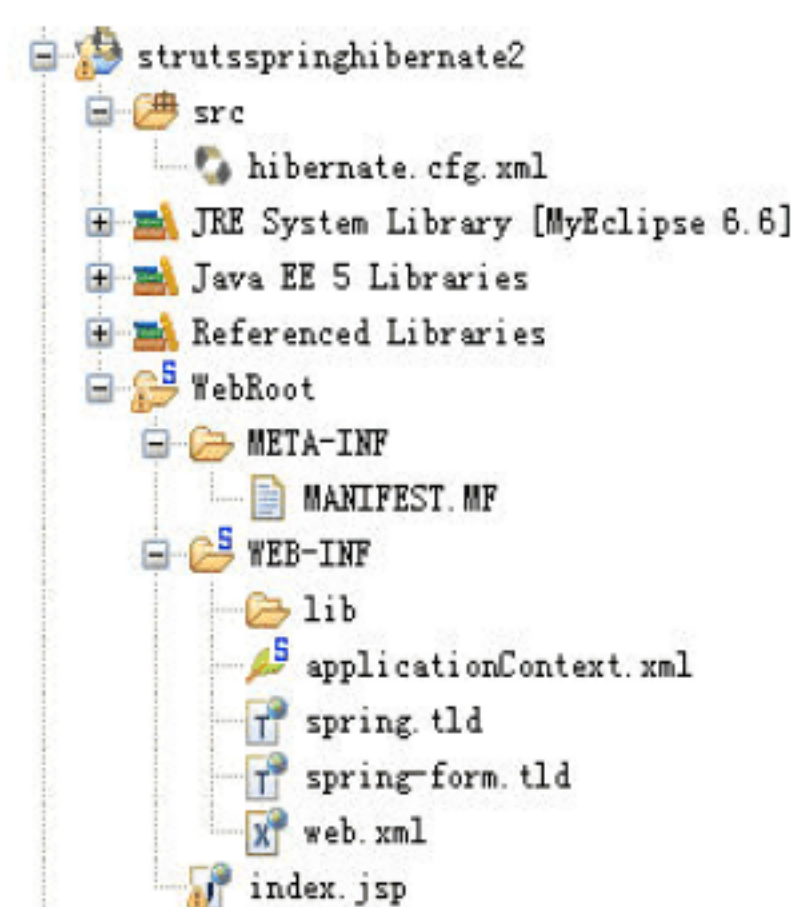 strutsspringhibernate2
src
hibernate.cfg.xml
JRE System Library [MyEclipse 6.6]
Java EE 5 Libraries
Referenced Libraries
WebRoot
META-INF
MANIFEST.MF
WEB-INF
lib
applicationContext.xml
spring.tld
spring-form.tld
web.xml
index.jsp